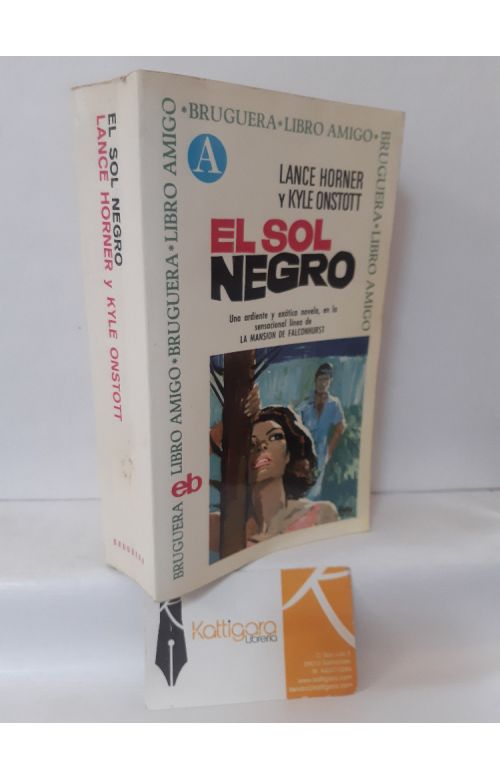 EL SOL NEGRO
LANCE HORNER y KYLE ONSTOTT
BRUGUERA
*BRUGUERA*LIBRO AMIGO*
BRUGUERA*LIBRO AMIGO
BRUGUERA eb LIBRO AMIGO*BRUGUERA*LIBRO AMIGO
A
LANCE HORNER
Y KYLE ONSTOTT
EL SOL
NEGRO
Una ardiente y exótica novela, en la
sensacional línea de
LA MANSION DE FALCONHURST
K
Kattigara
Librería